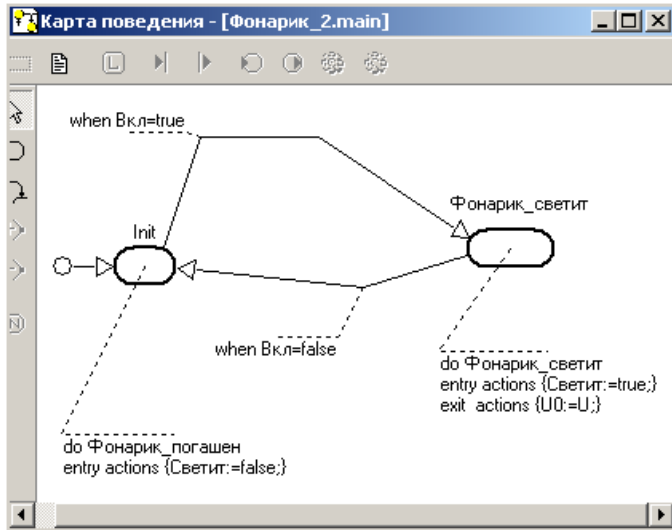 Карта поведения - [Фонарик_2.main]
L
when Вкл=true
Фонарик_светит
Init
when Вкл=false
do Фонарик_светит
entry actions {Светит:=true;}
exit actions {U0:=U;}
do Фонарик_погашен
entry actions {Светит:=false;}
N